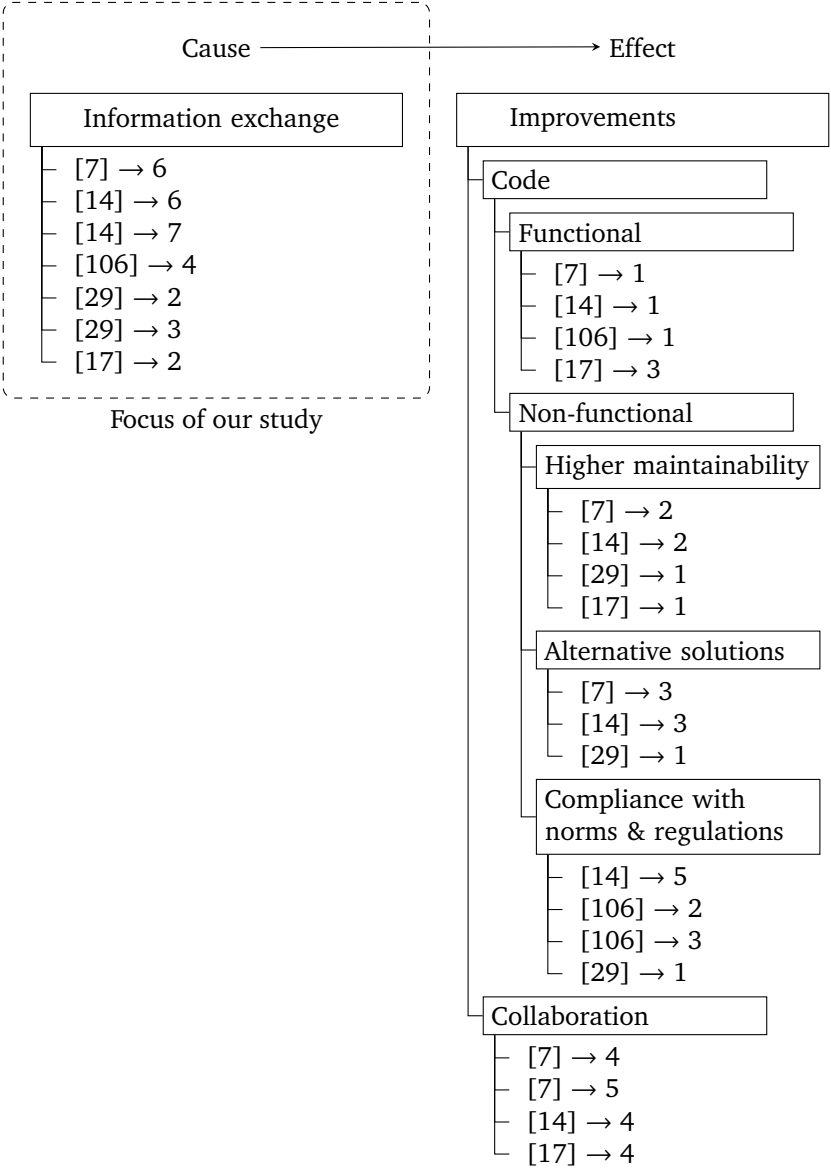 Cause
Effect
Information exchange
[7] → 6
[14] → 6
[14] → 7
[106] → 4
[29] → 2
[29] → 3
[17] → 2
Focus of our study
Improvements
Code
Functional
[7] → 1
[14] → 1
[106] → 1
[17] → 3
Non-functional
Higher maintainability
[7] → 2
[14] → 2
[29] → 1
[17] → 1
Alternative solutions
[7] → 3
[14] → 3
[29] → 1
Compliance with
norms & regulations
[14] → 5
[106] → 2
[106] → 3
[29] → 1
Collaboration
[7] → 4
[7] → 5
[14] → 4
[17] → 4